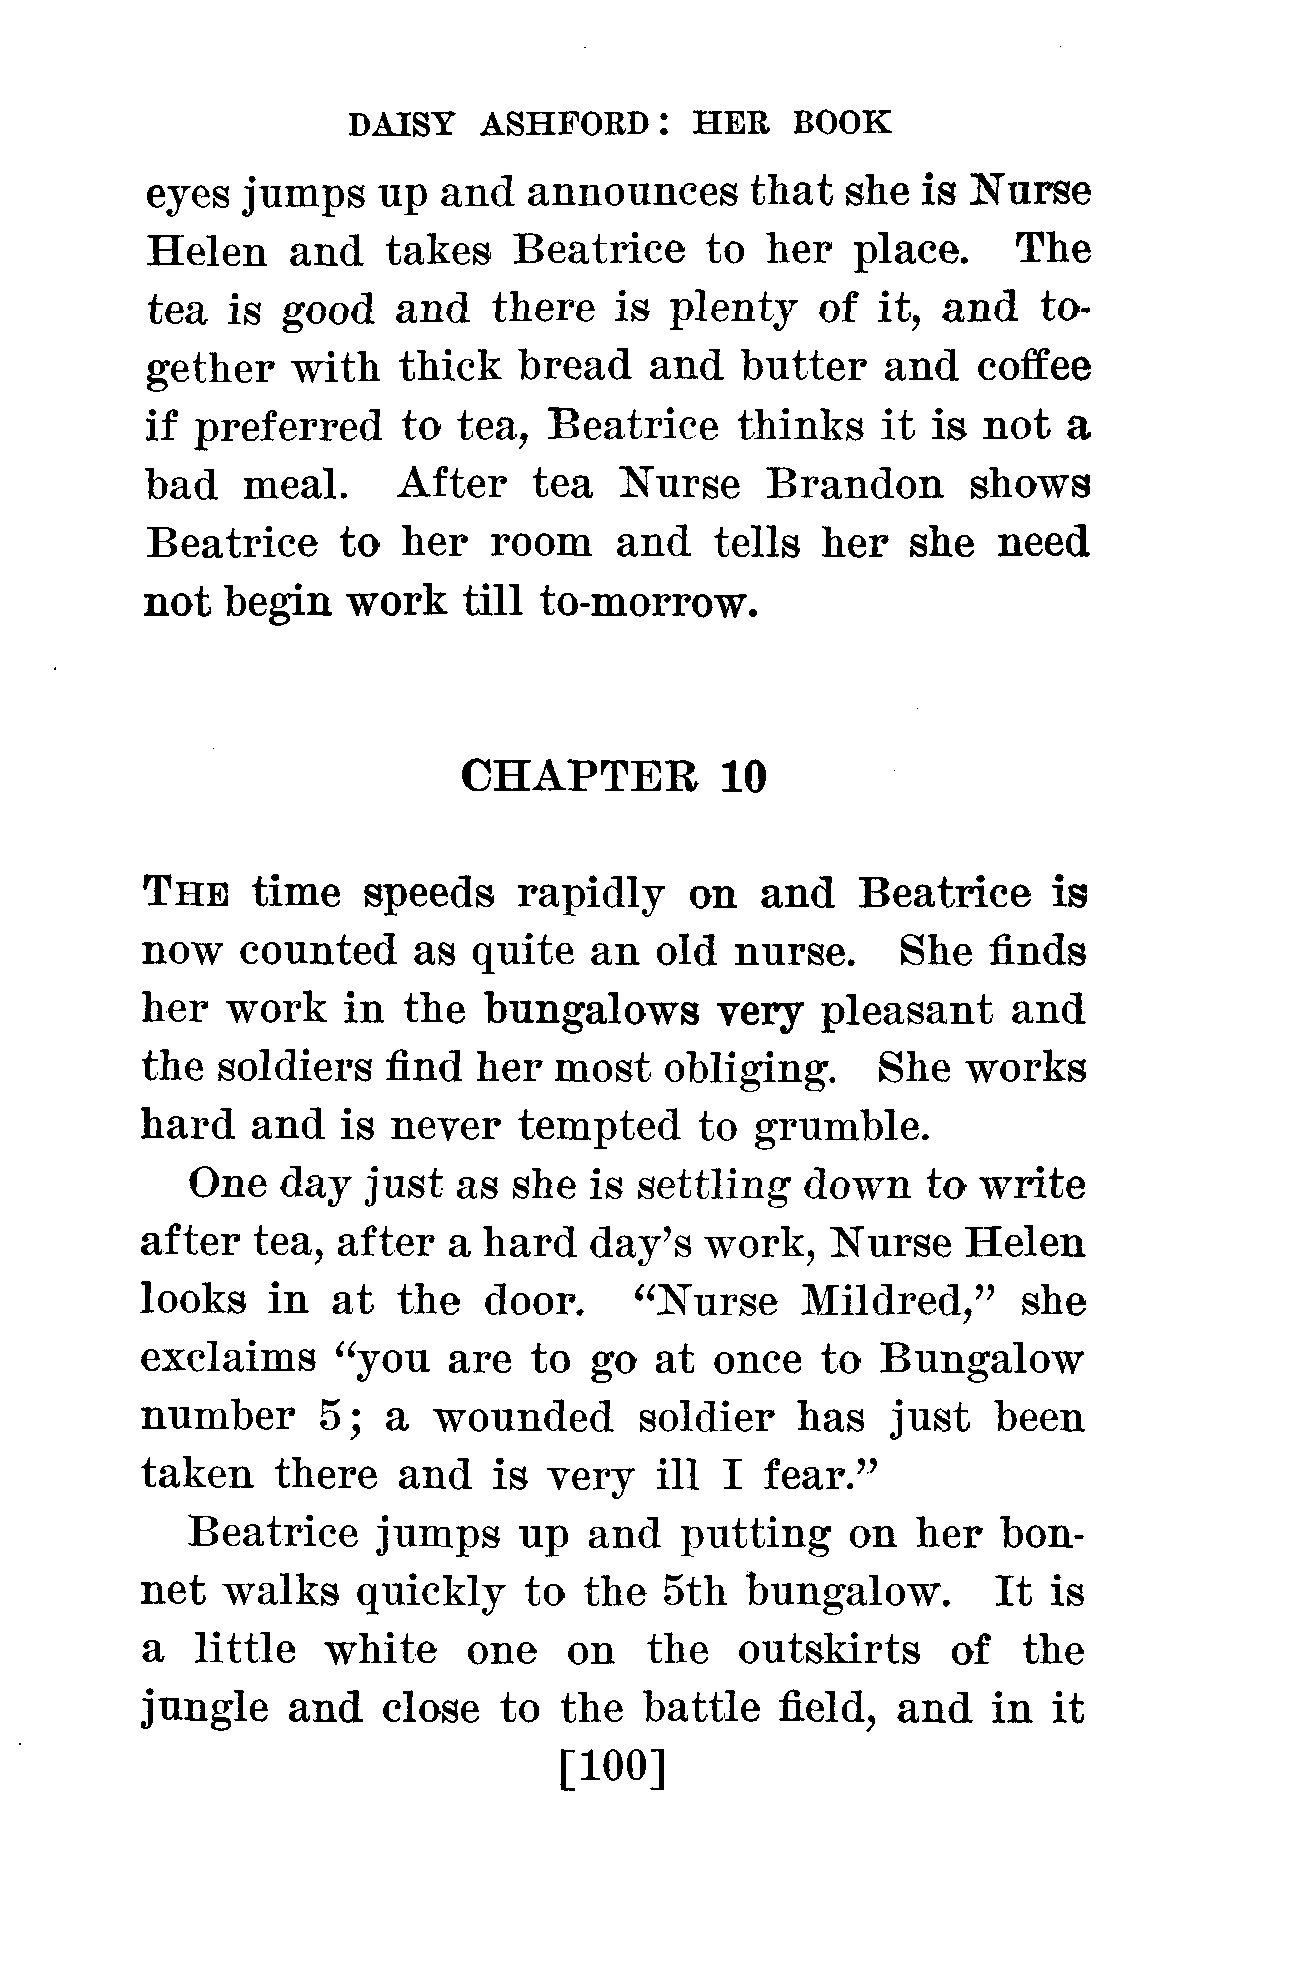 DAISY ASHFORD: HER BOOK
eyes jumps up and announces that she is Nurse
Helen and takes Beatrice to her place. The
tea is good and there is plenty of it, and to-
gether with thick bread and butter and coffee
if preferred to tea, Beatrice thinks it is not a
bad meal. After tea Nurse Brandon shows
Beatrice to her room and tells her she need
not begin work till to-morrow.
CHAPTER 10
THE time speeds rapidly on and Beatrice is
now counted as quite an old nurse. She finds
her work in the bungalows very pleasant and
the soldiers find her most obliging. She works
hard and is never tempted to grumble.
One day just as she is settling down to write
after tea, after a hard day's work, Nurse Helen
looks in at the door. "Nurse Mildred," she
exclaims "you are to go at once to Bungalow
number 5; a wounded soldier has just been
taken there and is very ill I fear."
Beatrice jumps up and putting on her bon-
net walks quickly to the 5th bungalow. It is
a little white one on the outskirts of the
jungle and close to the battle field, and in it
[100]